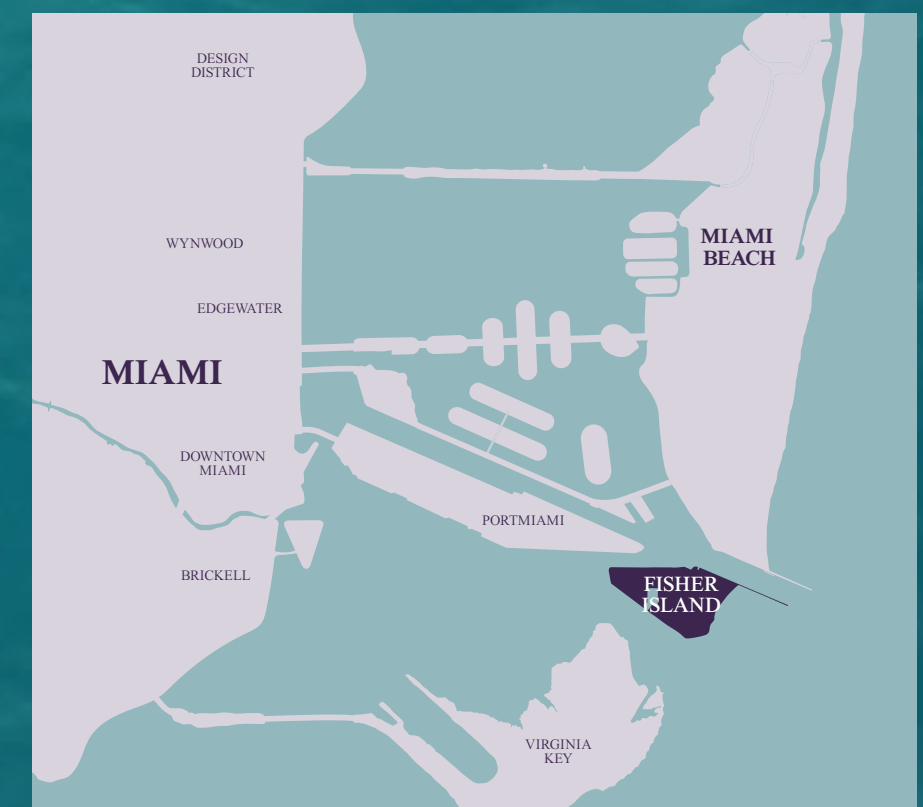 DESIGN
DISTRICT
WYNWOOD
MIAMI
BEACH
EDGEWATER
MIAMI
DOWNTOWN
MIAMI
PORTMIAMI
BRICKELL
FISHER
ISLAND
VIRGINIA
KEY